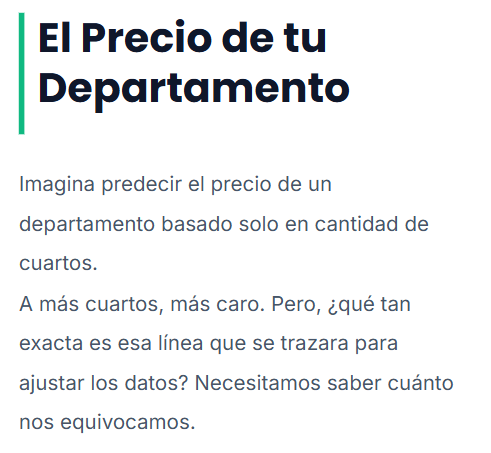 El Precio de tu
Departamento
Imagina predecir el precio de un
departamento basado solo en cantidad de
cuartos.
A más cuartos, más caro. Pero, ¿qué tan
exacta es esa línea que se trazara para
ajustar los datos? Necesitamos saber cuánto
nos equivocamos.